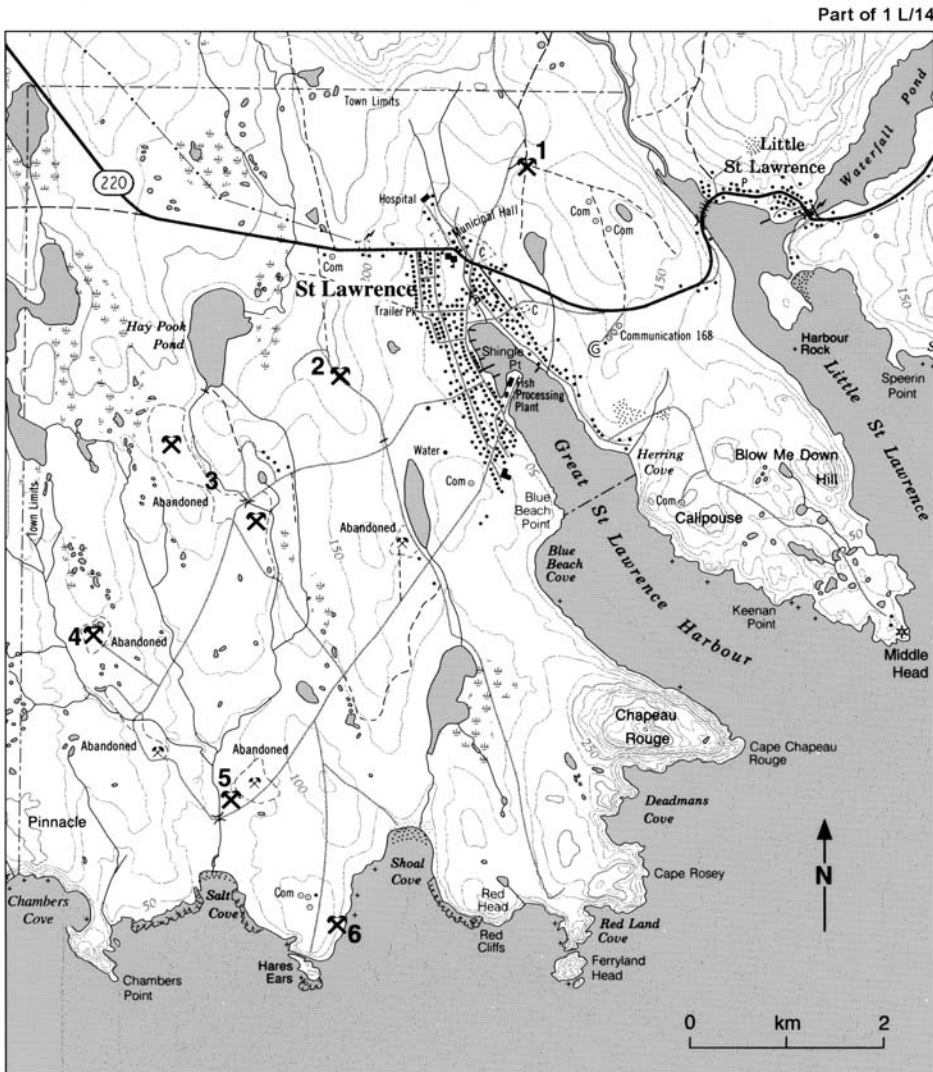 Part of 1 L/14
Town Limits
220
Hospital
Municipal Hall
C
1
Com
Com
Little
St Lawrence
P
Waterfall
Pond
200
150
150
Com
St Lawrence
Trailer Pk
C
Hay Pook
Pond
Shingle
Pt
Fish
Processing
Plant
G
Communication 168
Harbour
Rock
Speerin
Point
Little St Lawrence
2
3
Abandoned
Water
Com
50
Blue
Beach
Point
Great St Lawrence Harbour
Herring
Cove
Com
Calipouse
Blow Me Down
Hill
50
Town Limits
Abandoned
150
Blue
Beach
Cove
Keenan
Point
Middle
Head
4
Abandoned
Chapeau
Rouge
Cape Chapeau
Rouge
250
Abandoned
Abandoned
5
100
Deadmans
Cove
Pinnacle
N
Chambers
Cove
50
Salt
Cove
Com
Shoal
Cove
Red
Head
Cape Rosey
6
Red
Cliffs
Red Land
Cove
Hares
Ears
Ferryland
Head
Chambers
Point
0 km 2